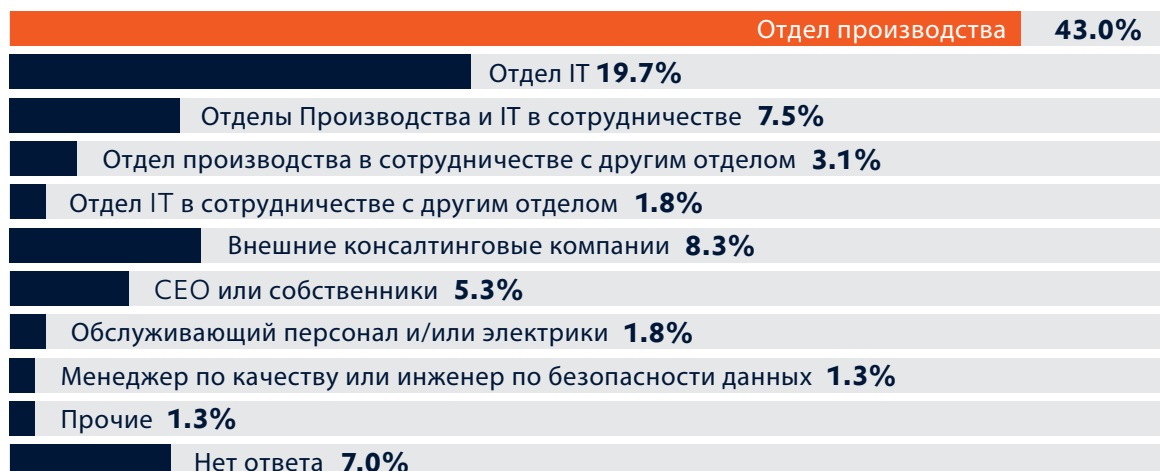 Отдел производства 43.0%
Отдел IT 19.7%
Отделы Производства и IT в сотрудничестве 7.5%
Отдел производства в сотрудничестве с другим отделом 3.1%
Отдел IT в сотрудничестве с другим отделом 1.8%
Внешние консалтинговые компании 8.3%
CEO или собственники 5.3%
Обслуживающий персонал и/или электрики 1.8%
Менеджер по качеству или инженер по безопасности данных 1.3%
Прочие 1.3%
Нет ответа 7.0%